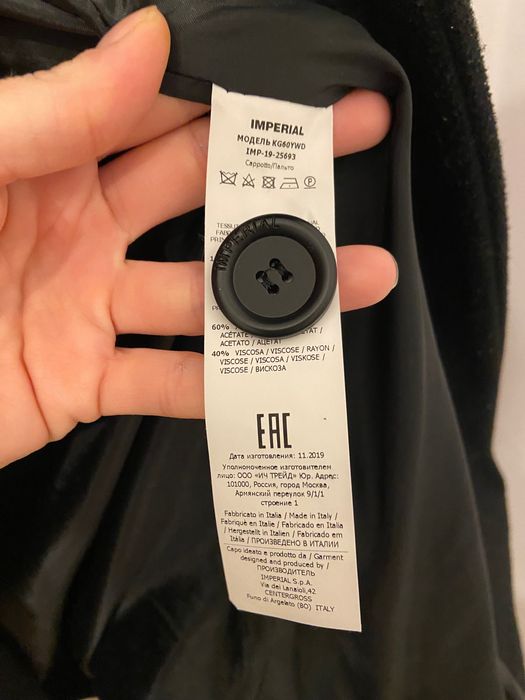 IMPERIAL
МОДЕЛЬ KG60YWD
IMP-19-25693
Cappotto/Пальто
IMPERIAL
60%
ACÉTATE
ACETATO / АЦЕТАТ
40% VISCOSA / VISCOSE / RAYON /
VISCOSE / VISCOSE / VISKOSE /
VISCOSE / ВИСКОЗА
EAC
Дата изготовления: 11.2019
Уполномоченное изготовителем
лицо: ООО «ИЧ ТРЕЙД» Юр. Адрес:
101000, Россия, город Москва,
Армянский переулок 9/1/1
строение 1
Fabbricato in Italia / Made in Italy /
Fabriqué en Italie / Fabricado en Italia
/ Hergestellt in Italien / Fabricado em
Itália / ПРОИЗВЕДЕНО В ИТАЛИИ
Capo ideato a prodotto da / Garment
designed and produced by /
ПРОИЗВОДИТЕЛЬ
IMPERIAL S.p.A.
Via dei Lanaioli,42
CENTERGROSS
Funo di Argelato (BO) ITALY